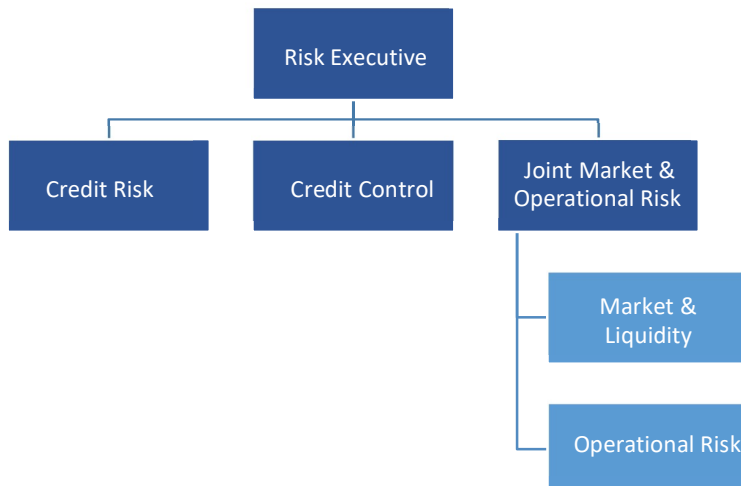 Risk Executive
Credit Risk
Credit Control
Joint Market &
Operational Risk
Market &
Liquidity
Operational Risk